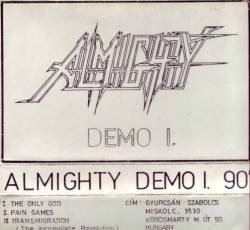 ALMIGHTY
DEMO I.
ALMIGHTY DEMO I. 90'
I. THE ONLY GOD
II. PAIN GAMES
III. TRANSMIGRATION
(The incomplete Revolution)
CÍM: GYURCSÁN SZABOLCS
MISKOLC, 3530
VÖRÖSMARTY M. ÚT 50.
HUNGARY